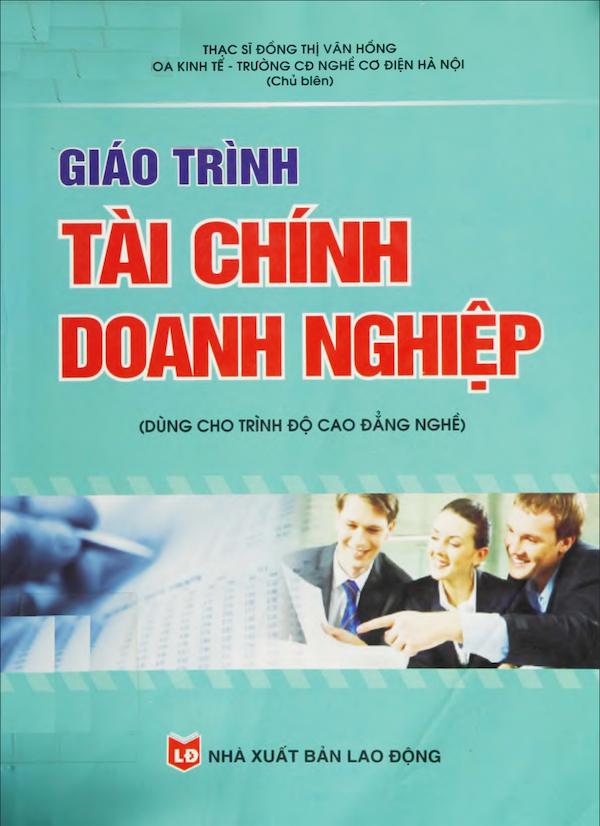 THẠC SĨ ĐỒNG THỊ VÂN HỒNG
OA KINH TẾ - TRƯỜNG CĐ NGHỀ CƠ ĐIỆN HÀ NỘI
(Chủ biên)
GIÁO TRÌNH
TÀI CHÍNH
DOANH NGHIỆP
(DÙNG CHO TRÌNH ĐỘ CAO ĐẲNG NGHỀ)
LĐ NHÀ XUẤT BẢN LAO ĐỘNG